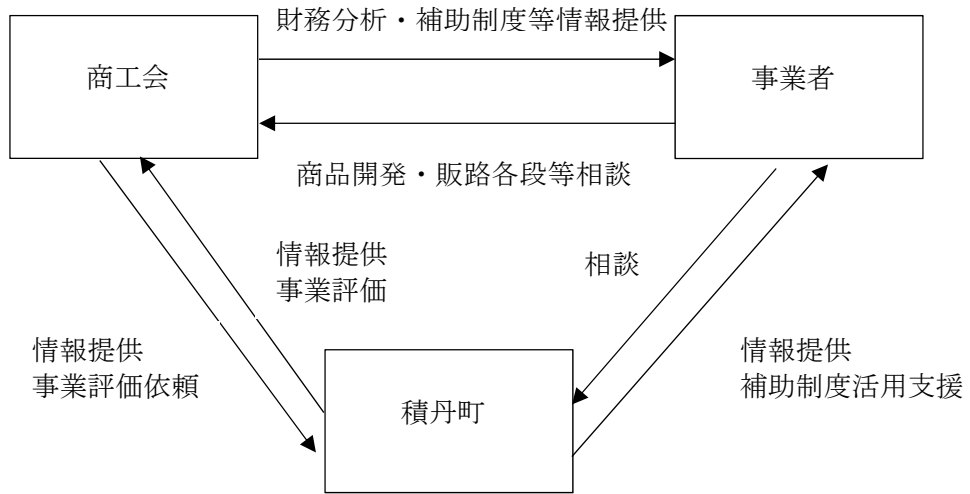 財務分析・補助制度等情報提供
商工会
事業者
商品開発・販路各段等相談
情報提供
事業評価
相談
情報提供
事業評価依頼
情報提供
補助制度活用支援
積丹町